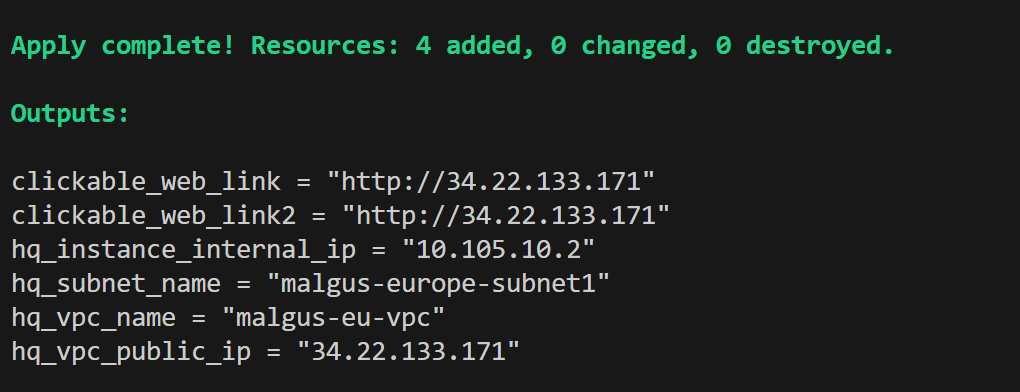 Apply complete! Resources: 4 added, 0 changed, 0 destroyed.
Outputs:
clickable_web_link = "http://34.22.133.171"
clickable_web_link2 = "http://34.22.133.171"
hq_instance_internal_ip = "10.105.10.2"
hq_subnet_name = "malgus-europe-subnet1"
hq_vpc_name = "malgus-eu-vpc"
hq_vpc_public_ip = "34.22.133.171"